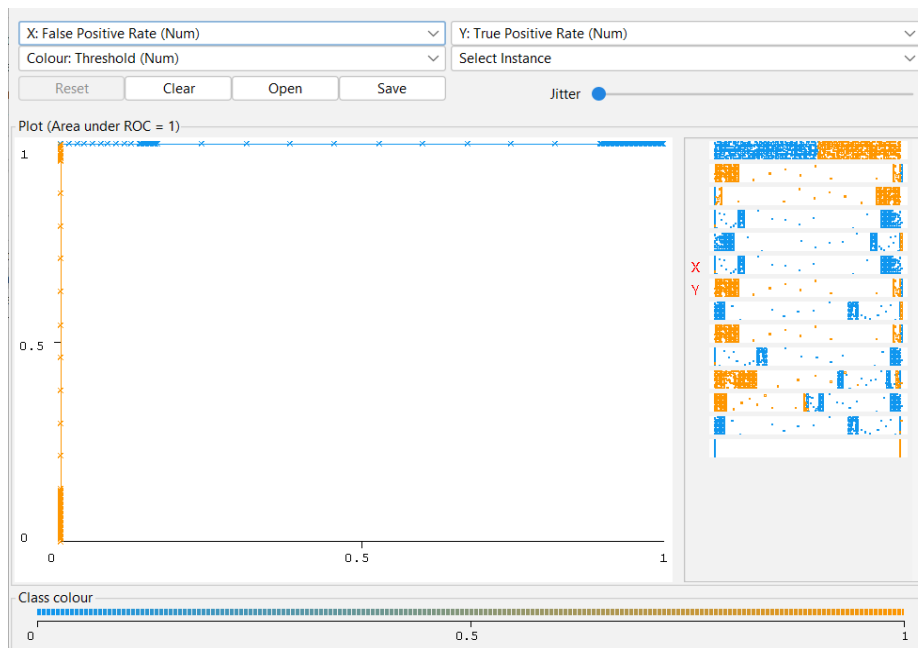 X: False Positive Rate (Num) Y: True Positive Rate (Num)
Colour: Threshold (Num) Select Instance
Reset Clear Open Save Jitter
Plot (Area under ROC = 1)
1
X
Y
0.5
0
0 0.5 1
Class colour
0 0.5 1